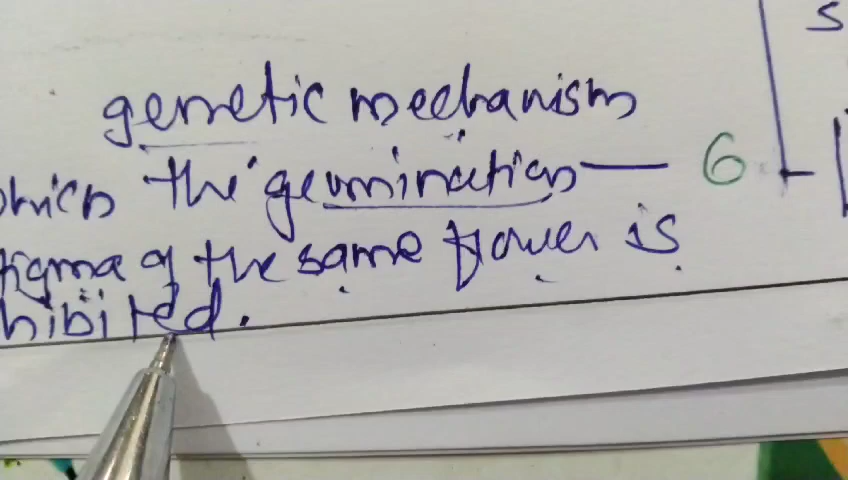 genetic mechanism
which the germination — 6
stigma of the same flower is
hibited.